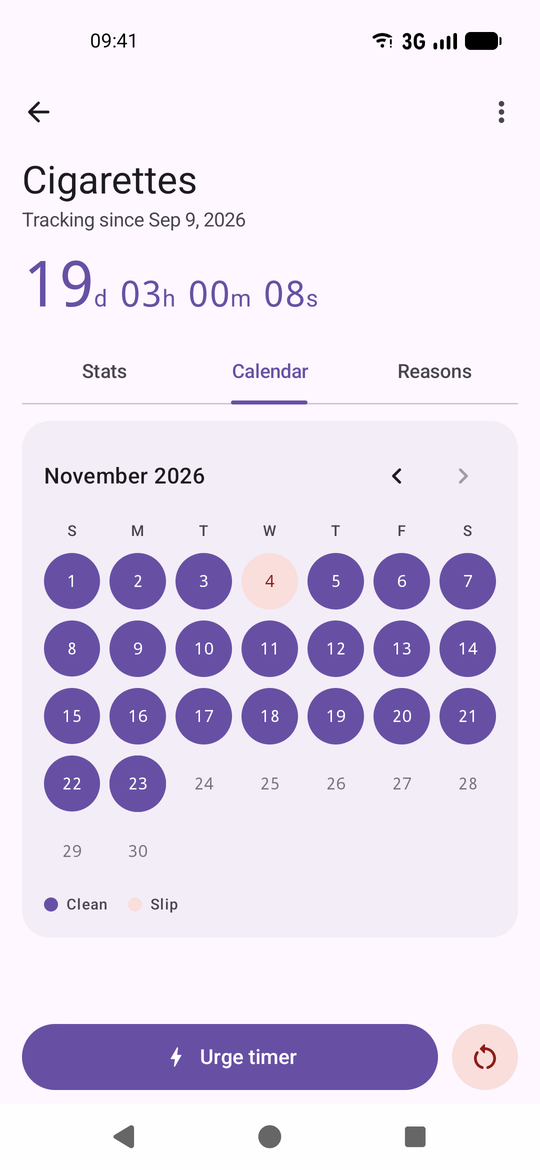 09:41 3G
Cigarettes
Tracking since Sep 9, 2026
19d 03h 00m 08s
Stats Calendar Reasons
November 2026
S M T W T F S
1 2 3 4 5 6 7
8 9 10 11 12 13 14
15 16 17 18 19 20 21
22 23 24 25 26 27 28
29 30
Clean Slip
Urge timer